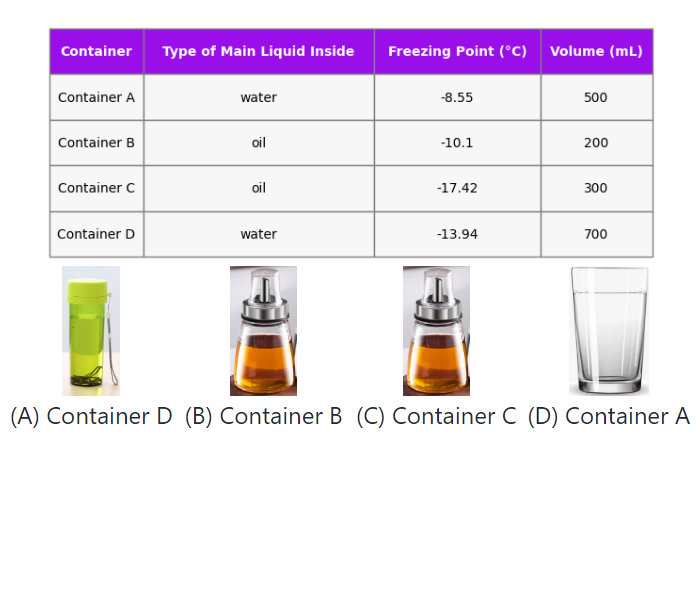 Container Type of Main Liquid Inside Freezing Point (°C) Volume (mL)
Container A water -8.55 500
Container B oil -10.1 200
Container C oil -17.42 300
Container D water -13.94 700
(A) Container D (B) Container B (C) Container C (D) Container A